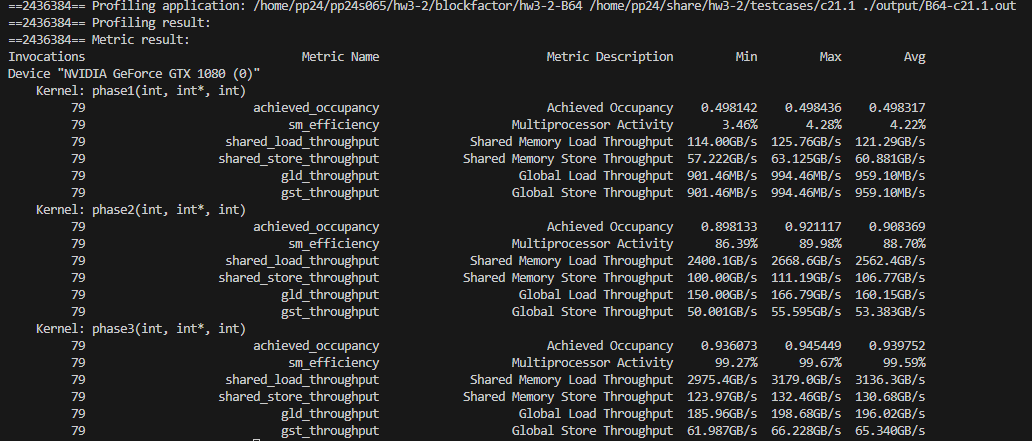 ==2436384== Profiling application: /home/pp24/pp24s065/hw3-2/blockfactor/hw3-2-B64 /home/pp24/share/hw3-2/testcases/c21.1 ./output/B64-c21.1.out
==2436384== Profiling result:
==2436384== Metric result:
Invocations Metric Name Metric Description Min Max Avg
Device "NVIDIA GeForce GTX 1080 (0)"
Kernel: phase1(int, int*, int)
79 achieved_occupancy Achieved Occupancy 0.498142 0.498436 0.498317
79 sm_efficiency Multiprocessor Activity 3.46% 4.28% 4.22%
79 shared_load_throughput Shared Memory Load Throughput 114.00GB/s 125.76GB/s 121.29GB/s
79 shared_store_throughput Shared Memory Store Throughput 57.222GB/s 63.125GB/s 60.881GB/s
79 gld_throughput Global Load Throughput 901.46MB/s 994.46MB/s 959.10MB/s
79 gst_throughput Global Store Throughput 901.46MB/s 994.46MB/s 959.10MB/s
Kernel: phase2(int, int*, int)
79 achieved_occupancy Achieved Occupancy 0.898133 0.921117 0.908369
79 sm_efficiency Multiprocessor Activity 86.39% 89.98% 88.70%
79 shared_load_throughput Shared Memory Load Throughput 2400.1GB/s 2668.6GB/s 2562.4GB/s
79 shared_store_throughput Shared Memory Store Throughput 100.00GB/s 111.19GB/s 106.77GB/s
79 gld_throughput Global Load Throughput 150.00GB/s 166.79GB/s 160.15GB/s
79 gst_throughput Global Store Throughput 50.001GB/s 55.595GB/s 53.383GB/s
Kernel: phase3(int, int*, int)
79 achieved_occupancy Achieved Occupancy 0.936073 0.945449 0.939752
79 sm_efficiency Multiprocessor Activity 99.27% 99.67% 99.59%
79 shared_load_throughput Shared Memory Load Throughput 2975.4GB/s 3179.0GB/s 3136.3GB/s
79 shared_store_throughput Shared Memory Store Throughput 123.97GB/s 132.46GB/s 130.68GB/s
79 gld_throughput Global Load Throughput 185.96GB/s 198.68GB/s 196.02GB/s
79 gst_throughput Global Store Throughput 61.987GB/s 66.228GB/s 65.340GB/s